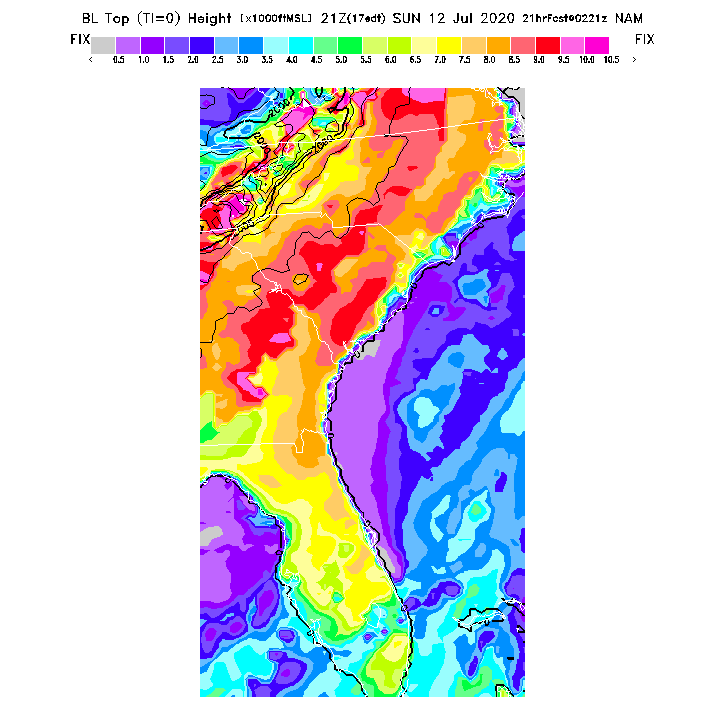 BL Top (TI=0) Height [x1000ftMSL] 21Z(17edt) SUN 12 Jul 2020 21hrFcst@0221z NAM
FIX FIX
< 0.5 1.0 1.5 2.0 2.5 3.0 3.5 4.0 4.5 5.0 5.5 6.0 6.5 7.0 7.5 8.0 8.5 9.0 9.5 10.0 10.5 >
2000
2000
2000